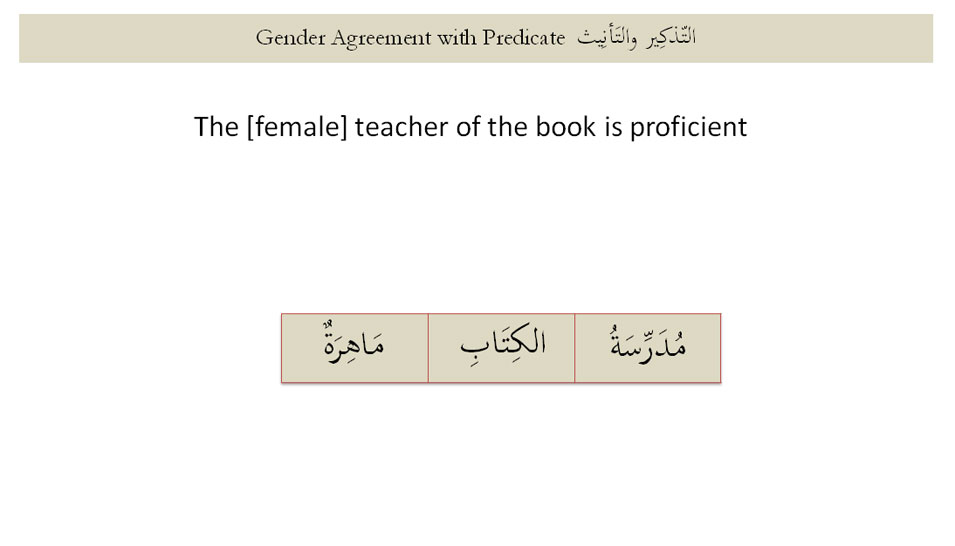 Gender Agreement with Predicate التَّذكِير والتَأنِيث
The [female] teacher of the book is proficient
مُدَرِّسَةُ الكِتَابِ مَاهِرَةٌ